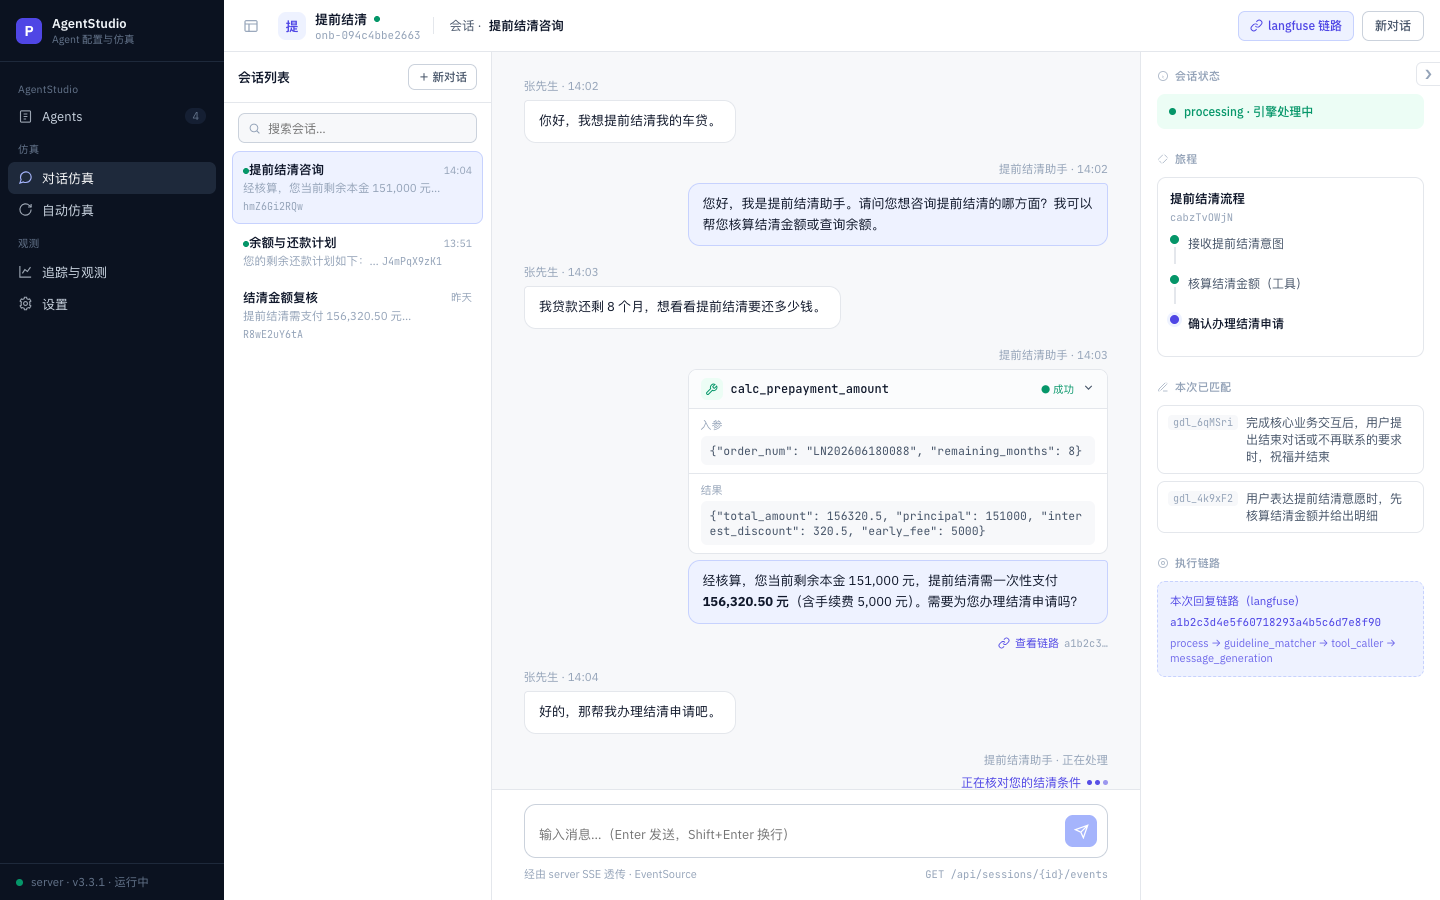 P
AgentStudio
Agent 配置与仿真
AgentStudio
Agents 4
仿真
对话仿真
自动仿真
观测
追踪与观测
设置
server · v3.3.1 · 运行中
提
提前结清
onb-094c4bbe2663
会话 · 提前结清咨询
langfuse 链路
新对话
会话列表
+ 新对话
搜索会话...
提前结清咨询 14:04
经核算，您当前剩余本金 151,000 元...
hmZ6Gi2RQw
余额与还款计划 13:51
您的剩余还款计划如下：... J4mPqX9zK1
结清金额复核 昨天
提前结清需支付 156,320.50 元...
R8wE2uY6tA
张先生 · 14:02
你好，我想提前结清我的车贷。
提前结清助手 · 14:02
您好，我是提前结清助手。请问您想咨询提前结清的哪方面？我可以
帮您核算结清金额或查询余额。
张先生 · 14:03
我贷款还剩 8 个月，想看看提前结清要还多少钱。
提前结清助手 · 14:03
calc_prepayment_amount 成功
入参
{"order_num": "LN202606180088", "remaining_months": 8}
结果
{"total_amount": 156320.5, "principal": 151000, "inter
est_discount": 320.5, "early_fee": 5000}
经核算，您当前剩余本金 151,000 元，提前结清需一次性支付
156,320.50 元（含手续费 5,000 元）。需要为您办理结清申请吗？
查看链路 a1b2c3…
张先生 · 14:04
好的，那帮我办理结清申请吧。
提前结清助手 · 正在处理
正在核对您的结清条件
输入消息...（Enter 发送，Shift+Enter 换行）
经由 server SSE 透传 · EventSource
GET /api/sessions/{id}/events
会话状态
processing · 引擎处理中
旅程
提前结清流程
cabzTvOWjN
接收提前结清意图
核算结清金额（工具）
确认办理结清申请
本次已匹配
gdl_6qMSri 完成核心业务交互后，用户提
出结束对话或不再联系的要求
时，祝福并结束
gdl_4k9xF2 用户表达提前结清意愿时，先
核算结清金额并给出明细
执行链路
本次回复链路（langfuse）
a1b2c3d4e5f60718293a4b5c6d7e8f90
process → guideline_matcher → tool_caller →
message_generation